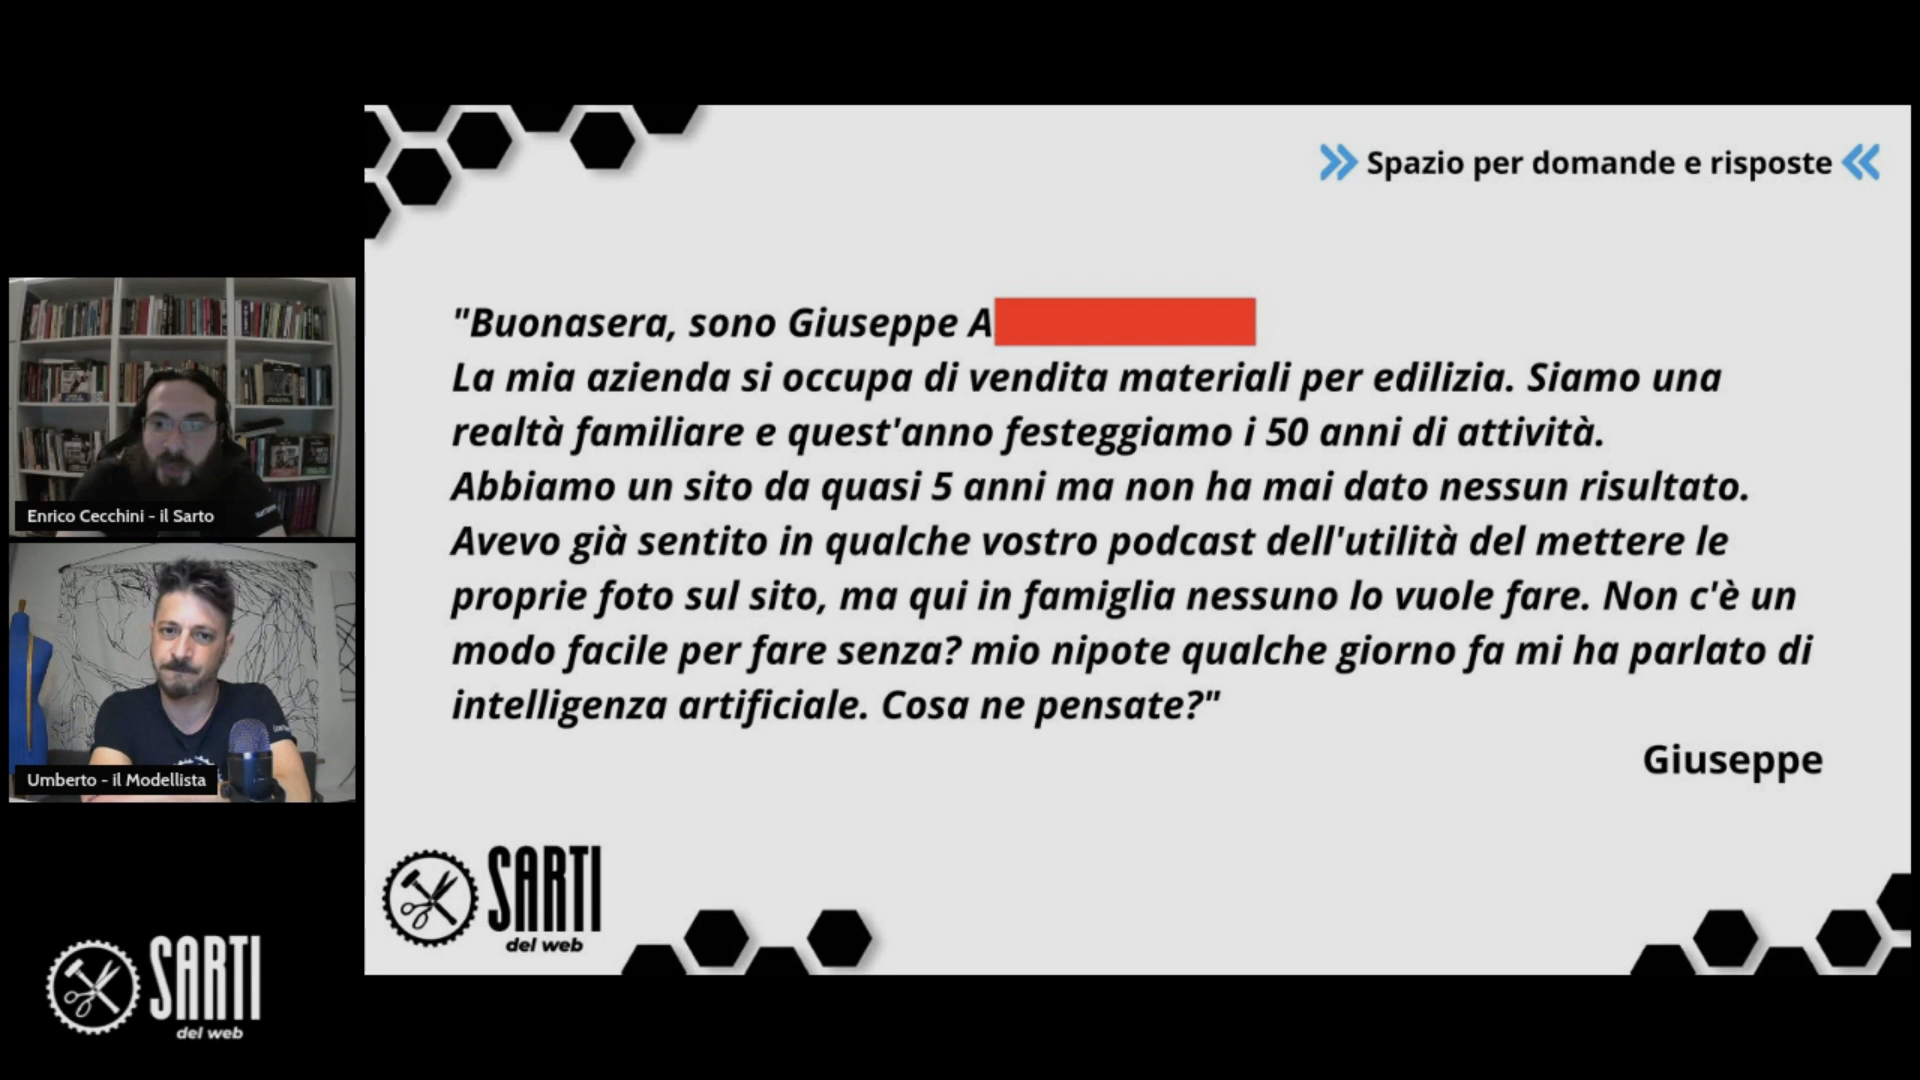 Spazio per domande e risposte
"Buonasera, sono Giuseppe A
La mia azienda si occupa di vendita materiali per edilizia. Siamo una
realtà familiare e quest'anno festeggiamo i 50 anni di attività.
Abbiamo un sito da quasi 5 anni ma non ha mai dato nessun risultato.
Avevo già sentito in qualche vostro podcast dell'utilità del mettere le
proprie foto sul sito, ma qui in famiglia nessuno lo vuole fare. Non c'è un
modo facile per fare senza? mio nipote qualche giorno fa mi ha parlato di
intelligenza artificiale. Cosa ne pensate?"
Giuseppe
Enrico Cecchini - il Sarto
Umberto - il Modellista
SARTI
del web
SARTI
del web